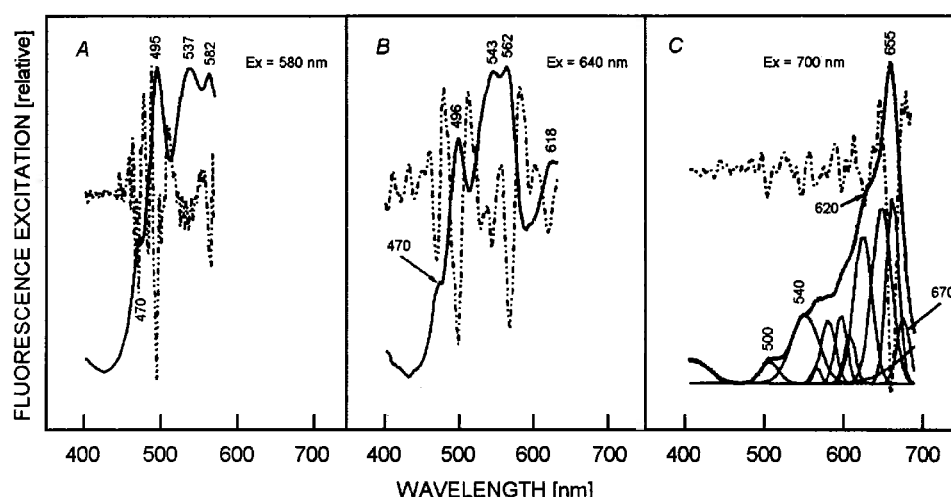 FLUORESCENCE EXCITATION [relative]
A
495
537
582
Ex = 580 nm
470
B
543
562
Ex = 640 nm
496
618
470
C
655
Ex = 700 nm
620
540
500
670
400 500 600 700
400 500 600 700
400 500 600 700
WAVELENGTH [nm]